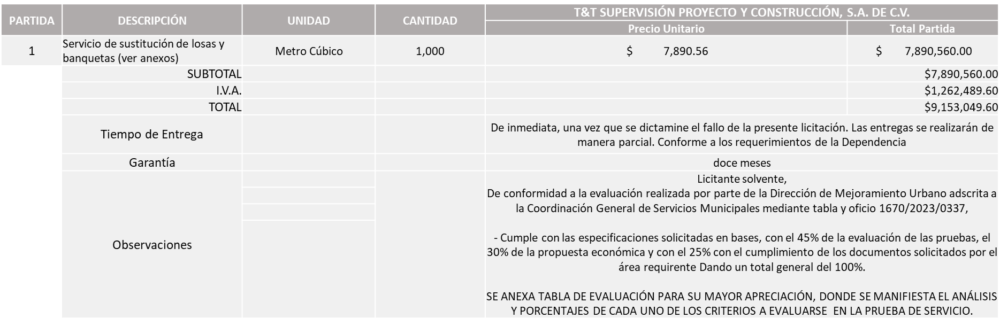 T&T SUPERVISIÓN PROYECTO Y CONSTRUCCIÓN, S.A. DE C.V.
PARTIDA DESCRIPCIÓN UNIDAD CANTIDAD
Precio Unitario Total Partida
1 Servicio de sustitución de losas y
banquetas (ver anexos) Metro Cúbico 1,000 $ 7,890.56 $ 7,890,560.00
SUBTOTAL $7,890,560.00
I.V.A. $1,262,489.60
TOTAL $9,153,049.60
Tiempo de Entrega
De inmediata, una vez que se dictamine el fallo de la presente licitación. Las entregas se realizarán de
manera parcial. Conforme a los requerimientos de la Dependencia
Garantía doce meses
Observaciones
Licitante solvente,
De conformidad a la evaluación realizada por parte de la Dirección de Mejoramiento Urbano adscrita a
la Coordinación General de Servicios Municipales mediante tabla y oficio 1670/2023/0337,
- Cumple con las especificaciones solicitadas en bases, con el 45% de la evaluación de las pruebas, el
30% de la propuesta económica y con el 25% con el cumplimiento de los documentos solicitados por el
área requirente Dando un total general del 100%.
SE ANEXA TABLA DE EVALUACIÓN PARA SU MAYOR APRECIACIÓN, DONDE SE MANIFIESTA EL ANÁLISIS
Y PORCENTAJES DE CADA UNO DE LOS CRITERIOS A EVALUARSE EN LA PRUEBA DE SERVICIO.